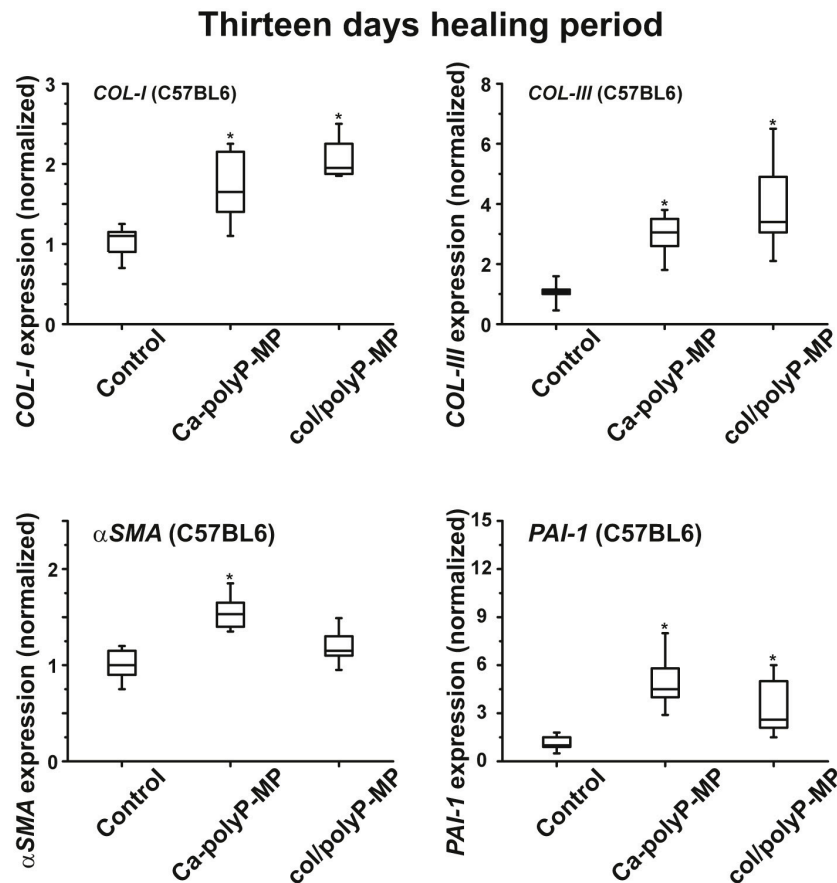 Thirteen days healing period
COL-I (C57BL6)
COL-I expression (normalized)
3
2
1
0
*
*
Control
Ca-polyP-MP
col/polyP-MP
COL-III (C57BL6)
COL-III expression (normalized)
8
6
4
2
0
*
*
Control
Ca-polyP-MP
col/polyP-MP
αSMA (C57BL6)
αSMA expression (normalized)
2
1
0
*
Control
Ca-polyP-MP
col/polyP-MP
PAI-1 (C57BL6)
PAI-1 expression (normalized)
15
12
9
6
3
0
*
*
Control
Ca-polyP-MP
col/polyP-MP